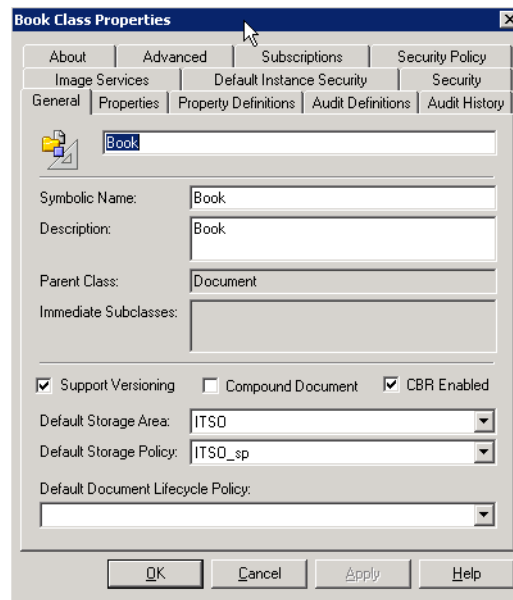 Book Class Properties
About Advanced Subscriptions Security Policy
Image Services Default Instance Security Security
General Properties Property Definitions Audit Definitions Audit History
Book
Symbolic Name: Book
Description: Book
Parent Class: Document
Immediate Subclasses:
Support Versioning Compound Document CBR Enabled
Default Storage Area: ITSO
Default Storage Policy: ITSO_sp
Default Document Lifecycle Policy:
OK Cancel Apply Help